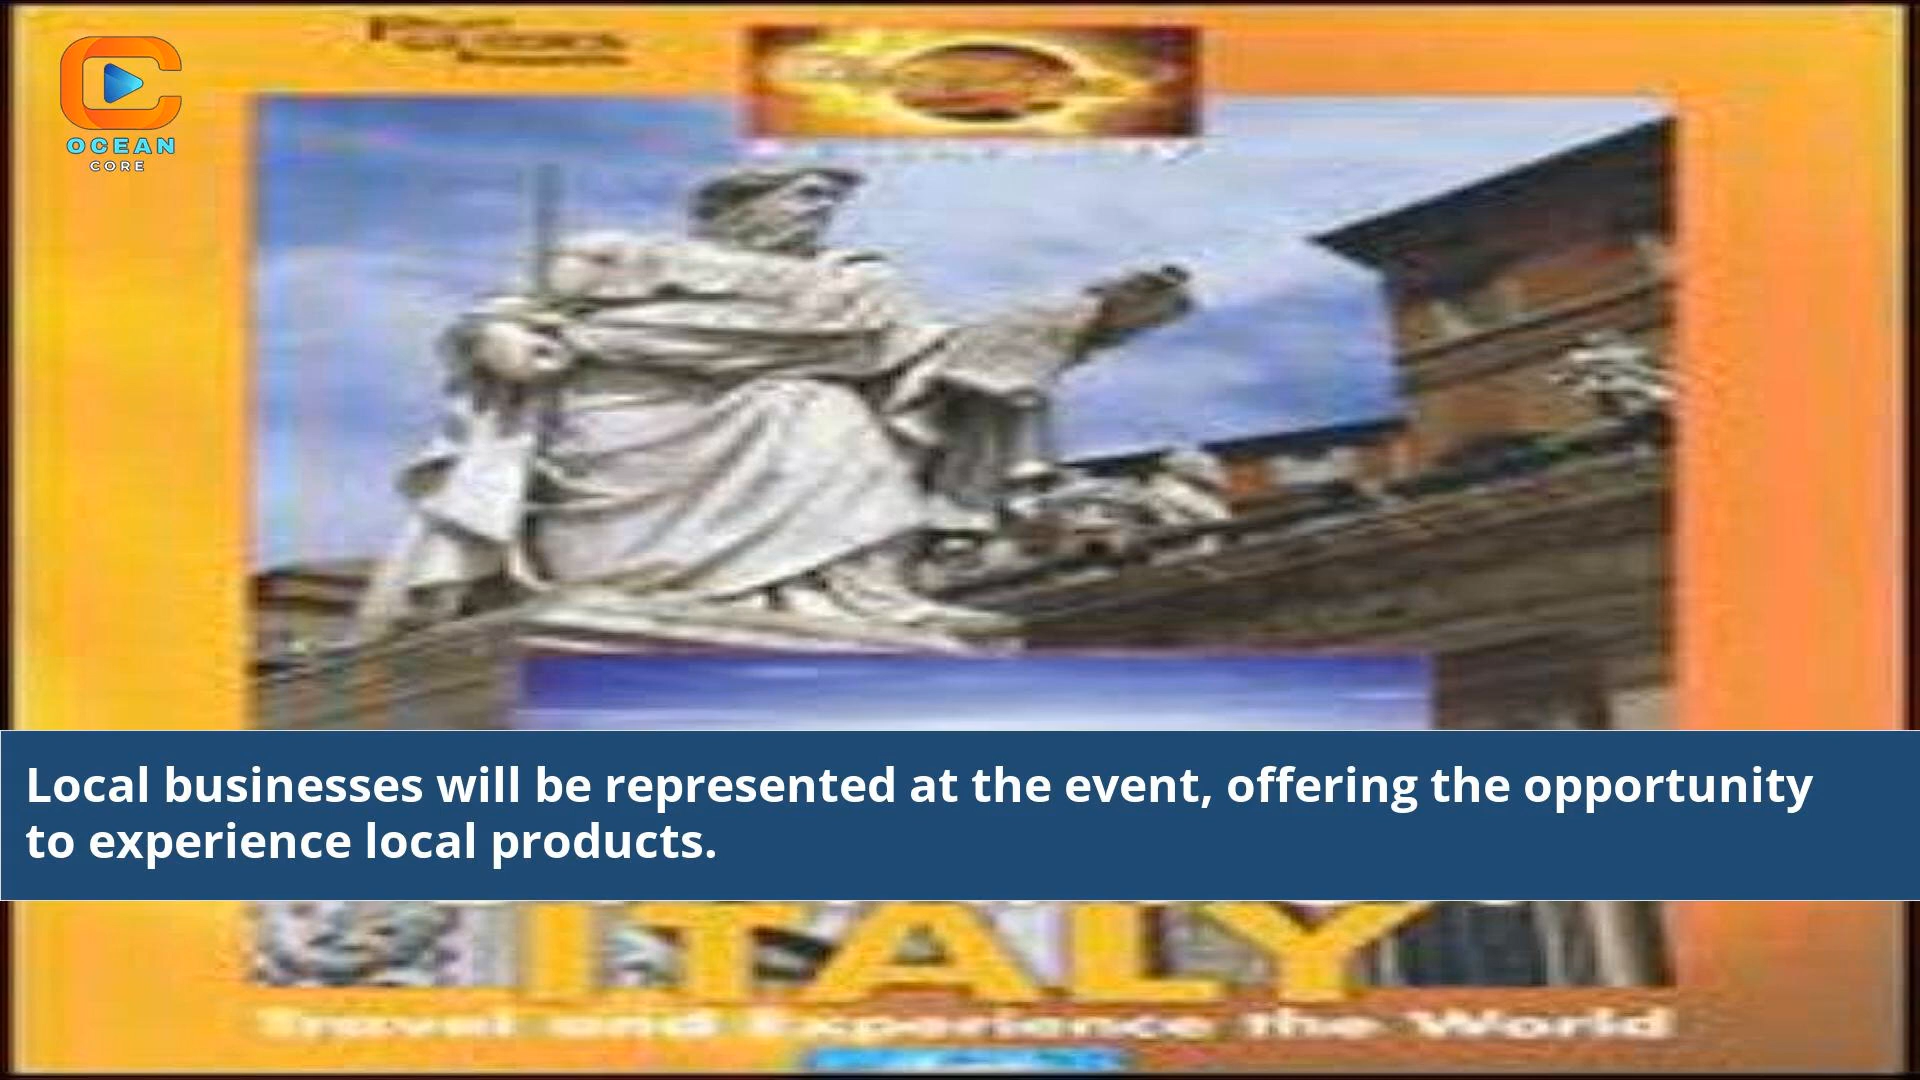 OCEAN
CORE
Local businesses will be represented at the event, offering the opportunity
to experience local products.
ITALY
Travel and Experience the World